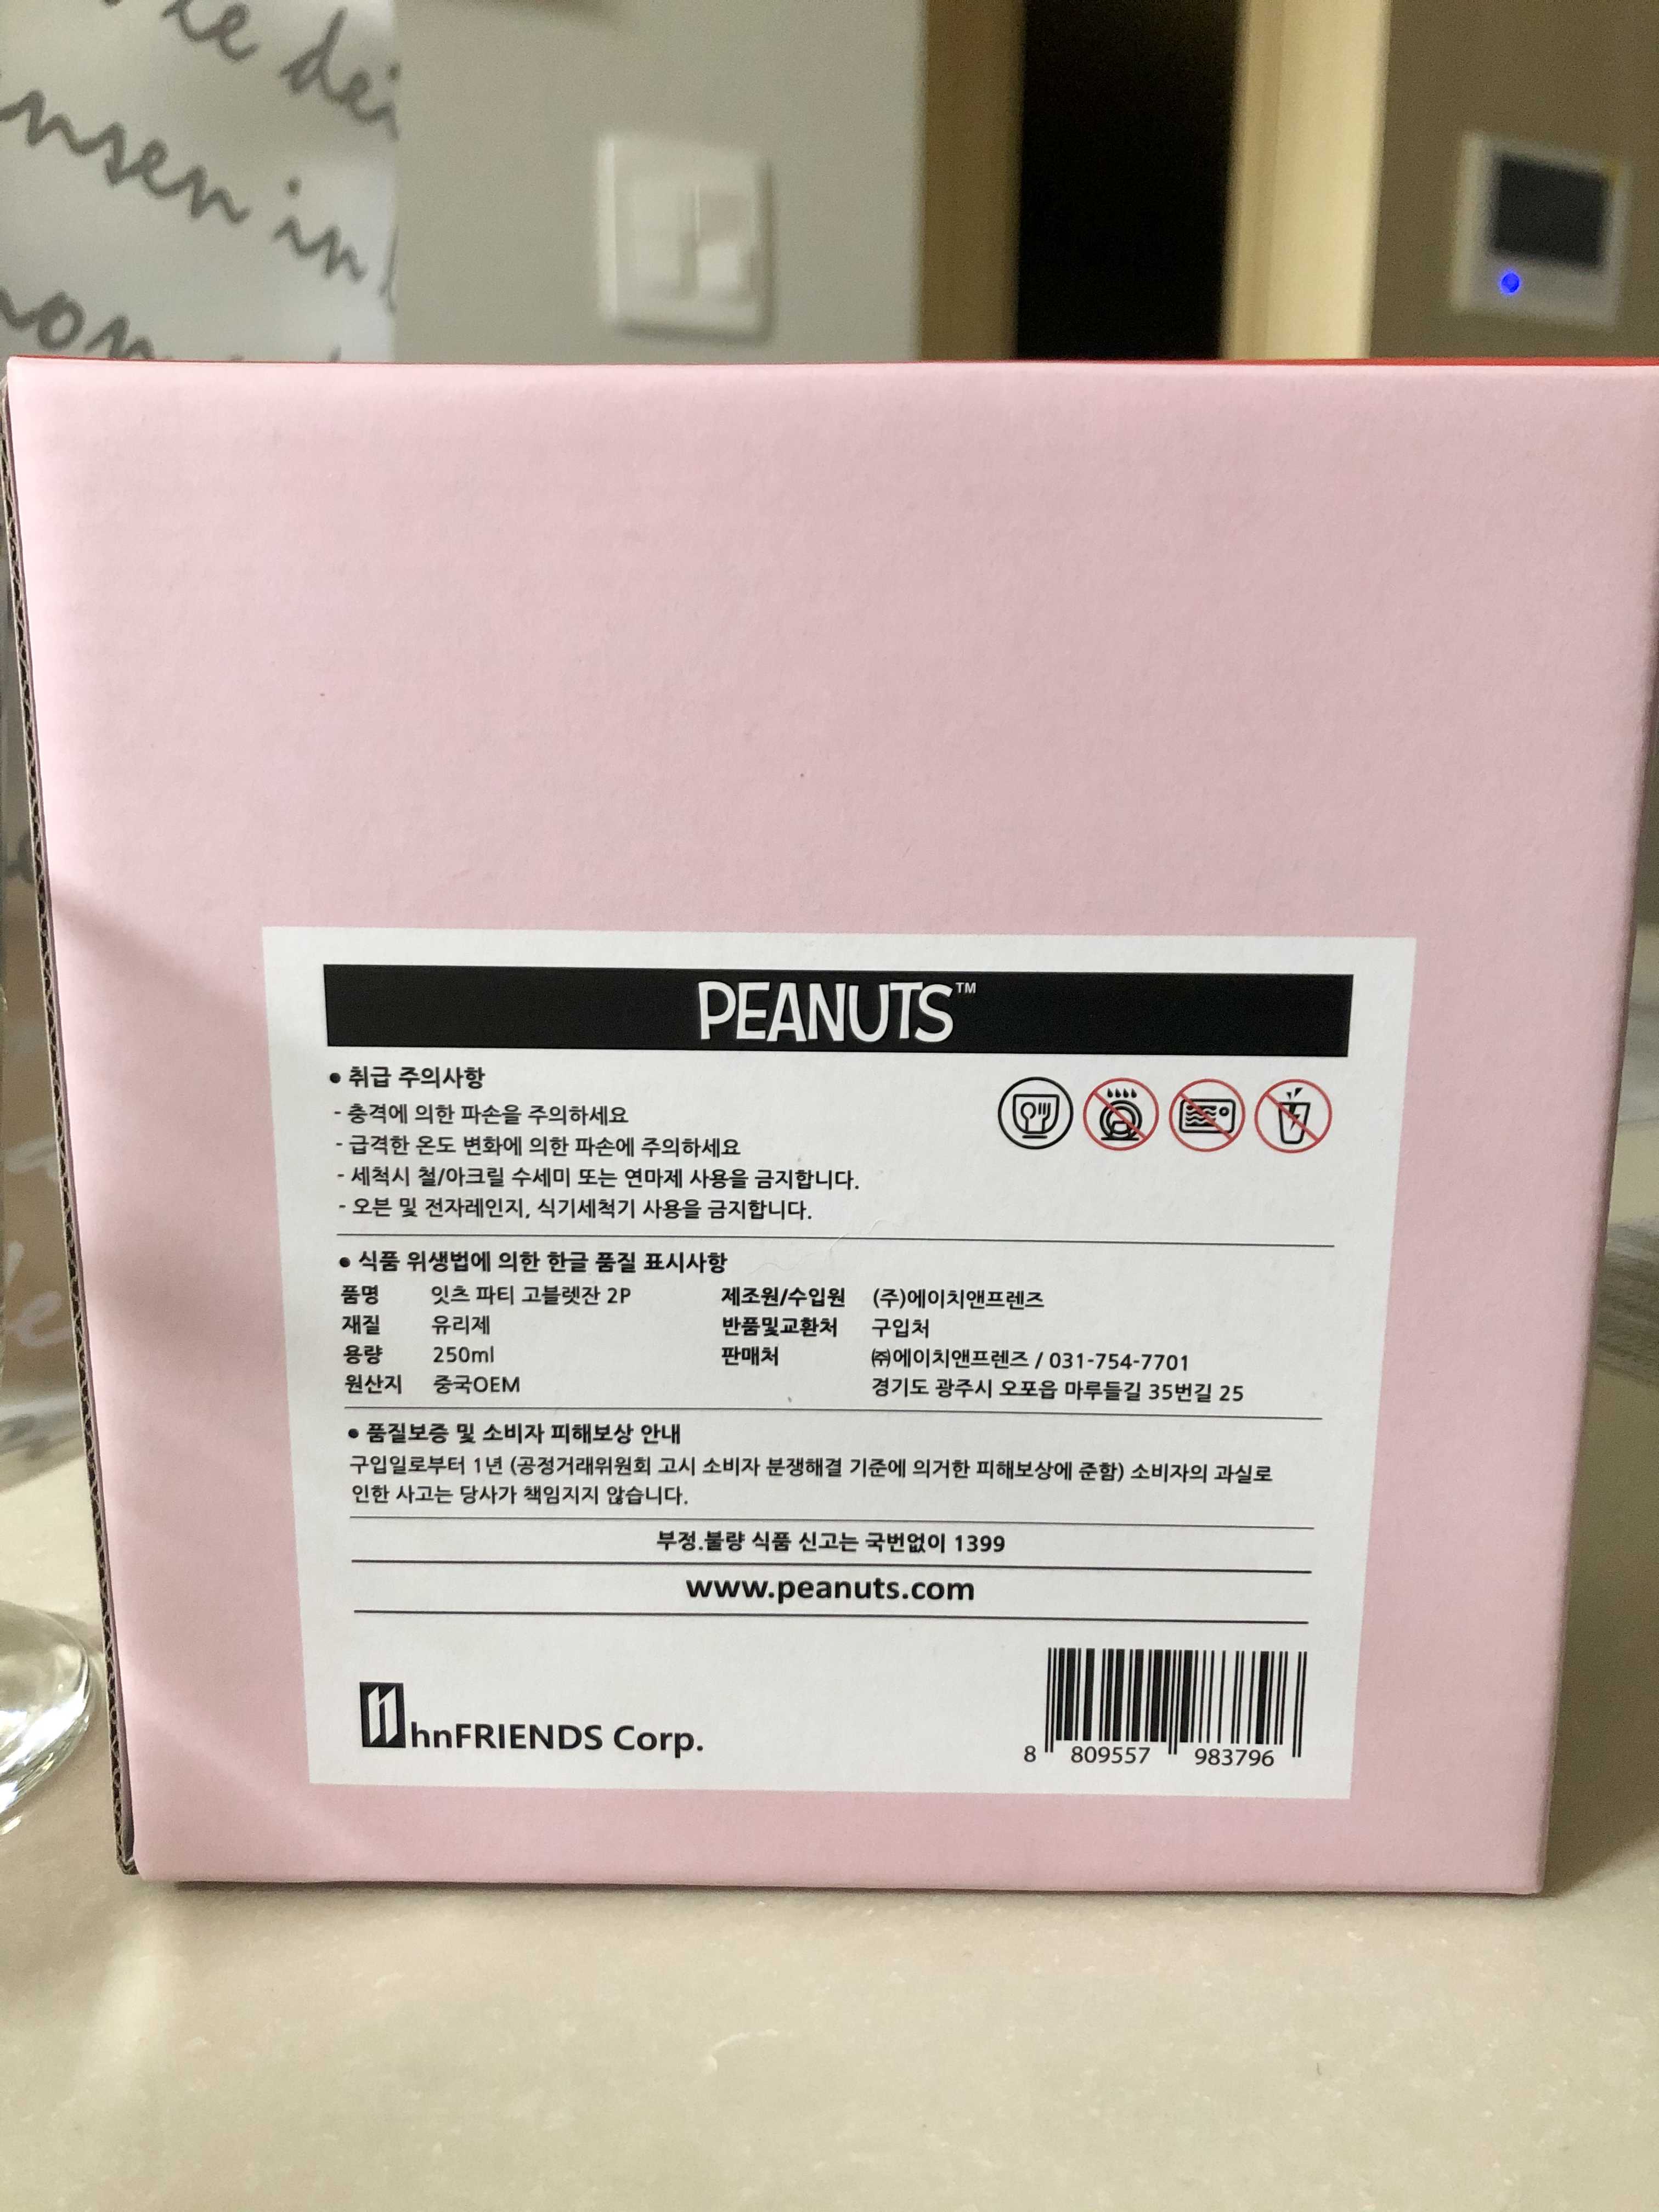 le dei
nsen in
PEANUTS™
● 취급 주의사항
- 충격에 의한 파손을 주의하세요
- 급격한 온도 변화에 의한 파손에 주의하세요
- 세척시 철/아크릴 수세미 또는 연마제 사용을 금지합니다.
- 오븐 및 전자레인지, 식기세척기 사용을 금지합니다.
● 식품 위생법에 의한 한글 품질 표시사항
품명 잇츠 파티 고블렛잔 2P 제조원/수입원 (주)에이치앤프렌즈
재질 유리제 반품및교환처 구입처
용량 250ml 판매처 ㈜에이치앤프렌즈 / 031-754-7701
원산지 중국OEM 경기도 광주시 오포읍 마루들길 35번길 25
● 품질보증 및 소비자 피해보상 안내
구입일로부터 1년 (공정거래위원회 고시 소비자 분쟁해결 기준에 의거한 피해보상에 준함) 소비자의 과실로
인한 사고는 당사가 책임지지 않습니다.
부정.불량 식품 신고는 국번없이 1399
www.peanuts.com
hnFRIENDS Corp.
8 809557 983796